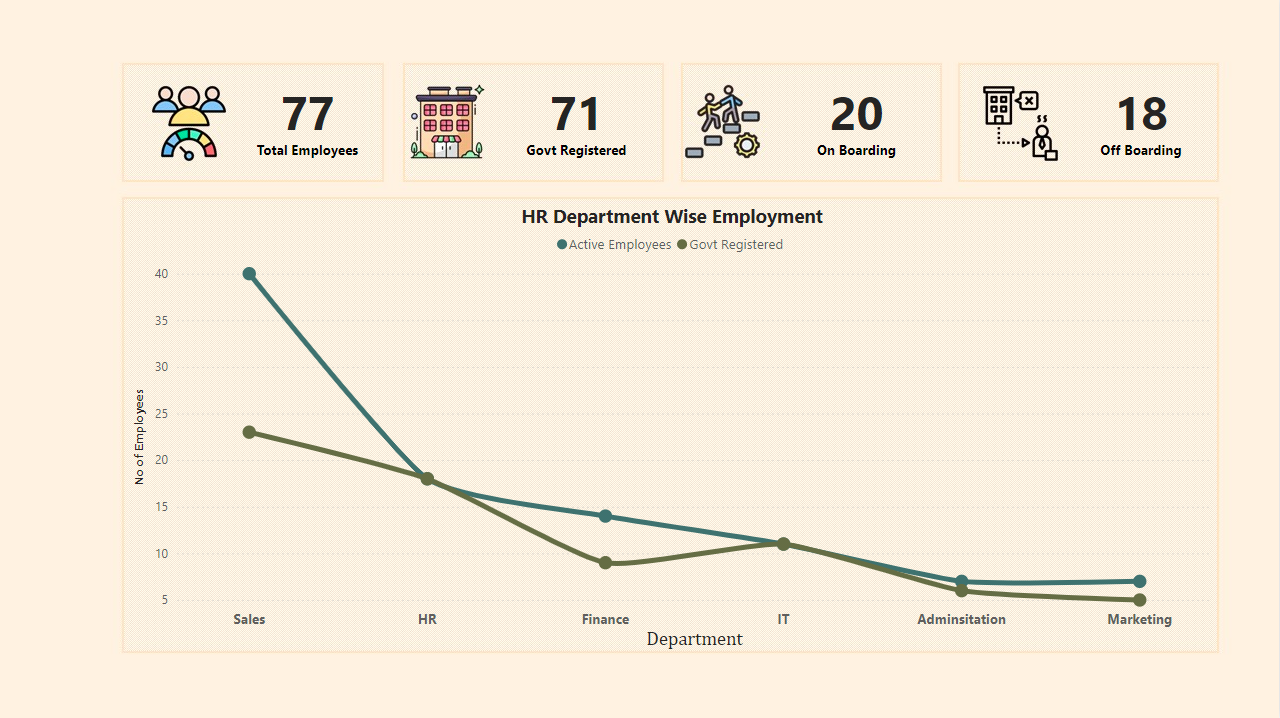 77
Total Employees
71
Govt Registered
20
On Boarding
18
Off Boarding
HR Department Wise Employment
Active Employees Govt Registered
No of Employees
40
35
30
25
20
15
10
5
Sales HR Finance IT Adminsitation Marketing
Department